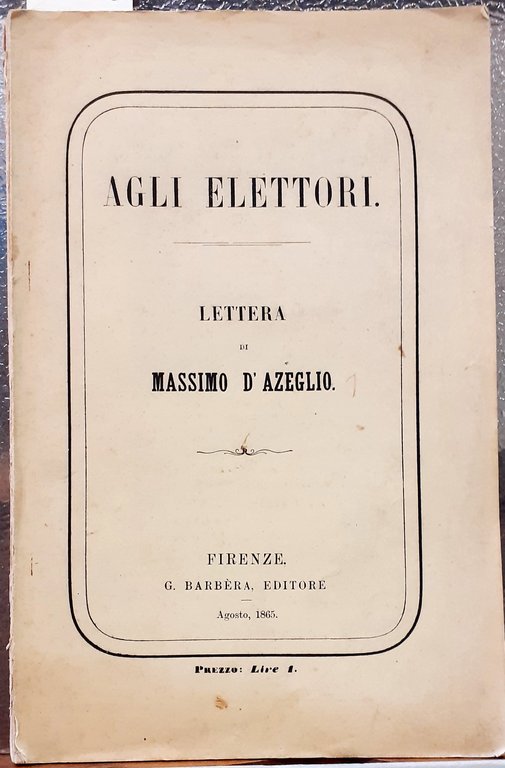 AGLI ELETTORI.
LETTERA
DI
MASSIMO D'AZEGLIO.
FIRENZE.
G. BARBÈRA, EDITORE
Agosto, 1865.
PREZZO: Lire 1.